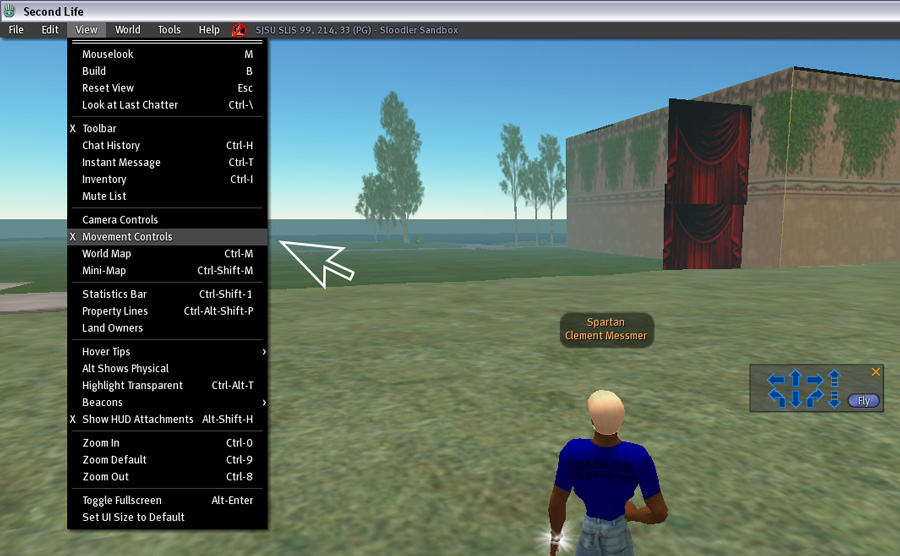 Second Life
File Edit View World Tools Help SJSU SLIS 99, 214, 33 (PG) - Sloodler Sandbox
Mouselook M
Build B
Reset View Esc
Look at Last Chatter Ctrl-\
X Toolbar
Chat History Ctrl-H
Instant Message Ctrl-T
Inventory Ctrl-I
Mute List
Camera Controls
X Movement Controls
World Map Ctrl-M
Mini-Map Ctrl-Shift-M
Statistics Bar Ctrl-Shift-1
Property Lines Ctrl-Alt-Shift-P
Land Owners
Hover Tips ›
Alt Shows Physical
Highlight Transparent Ctrl-Alt-T
Beacons ›
X Show HUD Attachments Alt-Shift-H
Zoom In Ctrl-0
Zoom Default Ctrl-9
Zoom Out Ctrl-8
Toggle Fullscreen Alt-Enter
Set UI Size to Default
Spartan
Clement Messmer
Fly